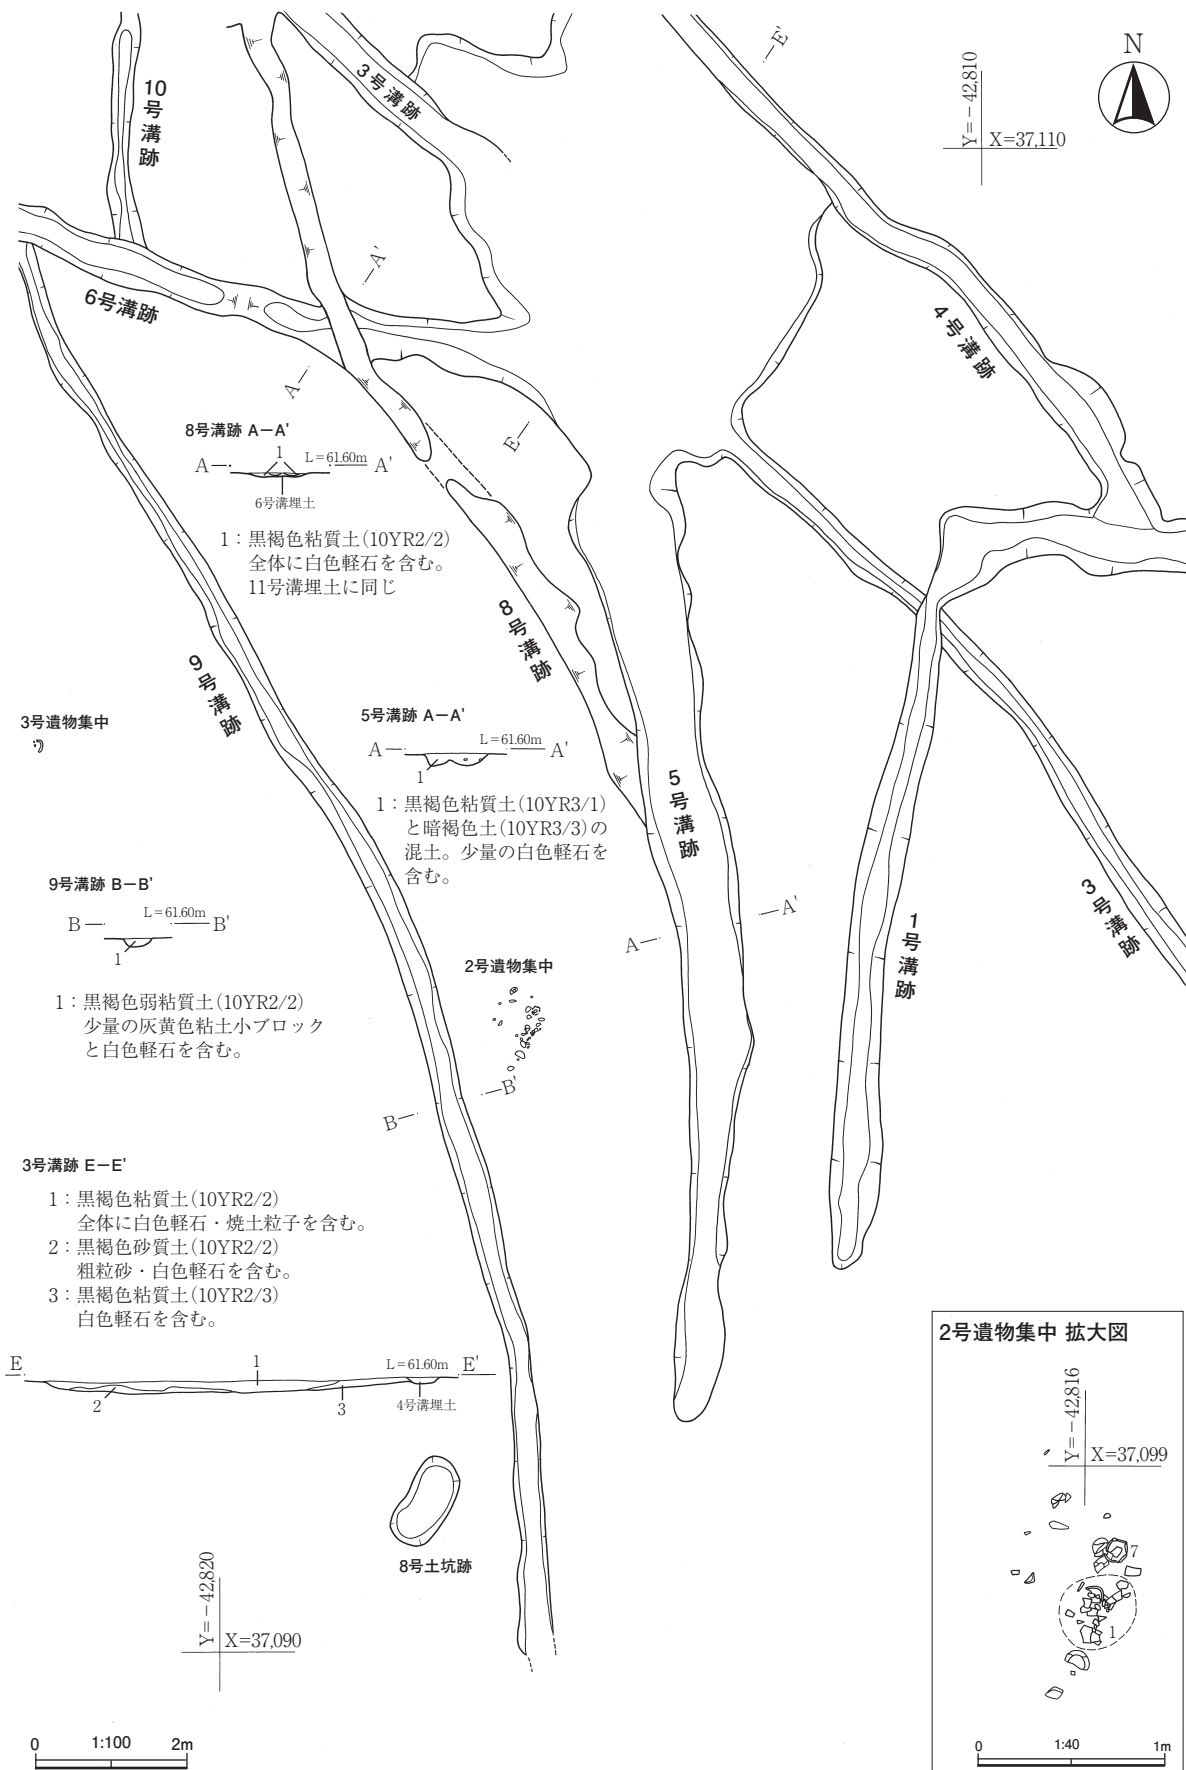 N
Y=−42,810
X=37,110
10号溝跡
3号溝跡
E'
A'
6号溝跡
4号溝跡
A
E
8号溝跡 A−A'
1
L=61.60m
A
A'
6号溝埋土
1：黒褐色粘質土(10YR2/2)
全体に白色軽石を含む。
11号溝埋土に同じ
8号溝跡
9号溝跡
3号遺物集中
5号溝跡 A−A'
L=61.60m
A
A'
1
1：黒褐色粘質土(10YR3/1)
と暗褐色土(10YR3/3)の
混土。少量の白色軽石を
含む。
5号溝跡
A
A'
1号溝跡
3号溝跡
9号溝跡 B−B'
L=61.60m
B
B'
1
1：黒褐色弱粘質土(10YR2/2)
少量の灰黄色粘土小ブロック
と白色軽石を含む。
2号遺物集中
B
B'
3号溝跡 E−E'
1：黒褐色粘質土(10YR2/2)
全体に白色軽石・焼土粒子を含む。
2：黒褐色砂質土(10YR2/2)
粗粒砂・白色軽石を含む。
3：黒褐色粘質土(10YR2/3)
白色軽石を含む。
E
1
L=61.60m
E'
2
3
4号溝埋土
8号土坑跡
Y=−42,820
X=37,090
0
1:100
2m
2号遺物集中 拡大図
Y=−42,816
X=37,099
7
1
0
1:40
1m